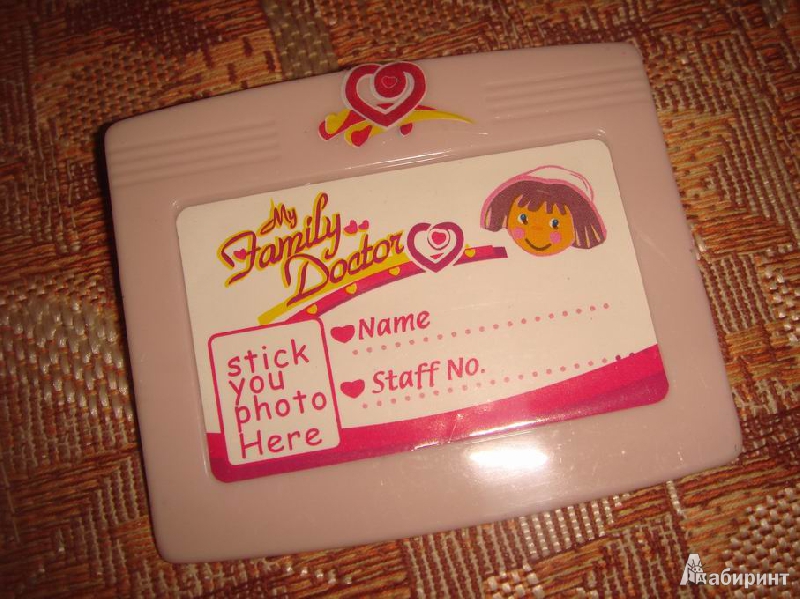 My
Family
Doctor
Name
Staff No.
stick
you
photo
Here
Лабиринт